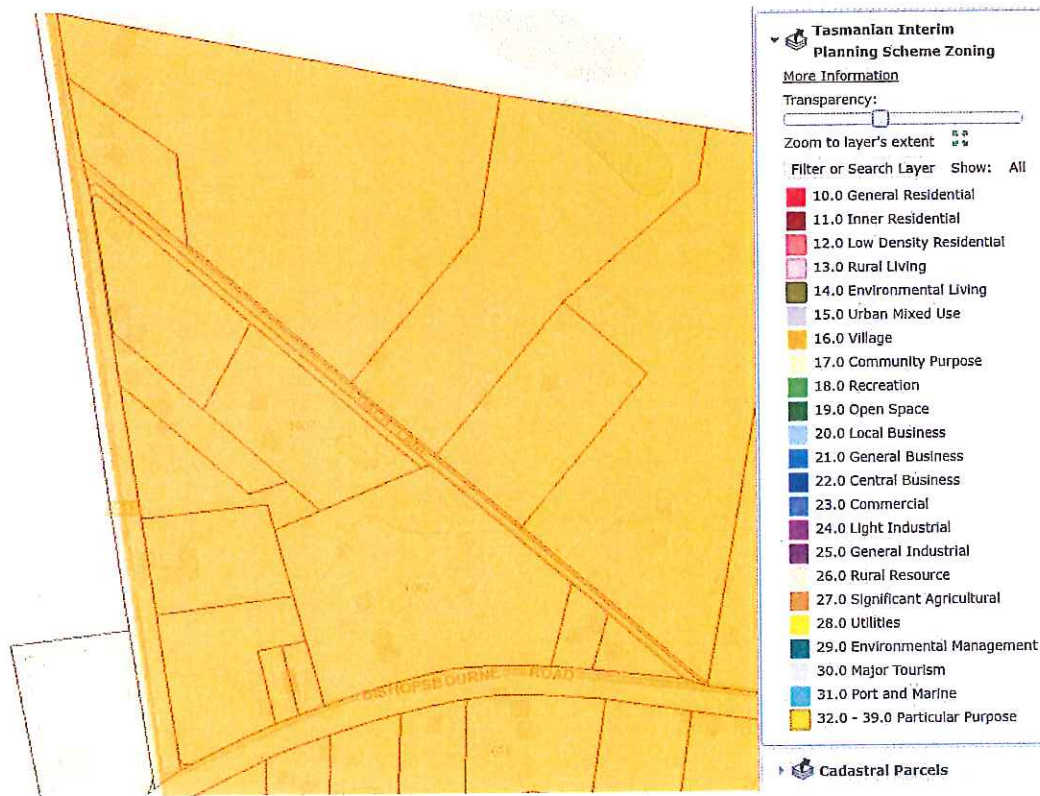 BISHOPSBOURNE ROAD
Tasmanian Interim
Planning Scheme Zoning
More Information
Transparency:
Zoom to layer's extent
Filter or Search Layer Show: All
10.0 General Residential
11.0 Inner Residential
12.0 Low Density Residential
13.0 Rural Living
14.0 Environmental Living
15.0 Urban Mixed Use
16.0 Village
17.0 Community Purpose
18.0 Recreation
19.0 Open Space
20.0 Local Business
21.0 General Business
22.0 Central Business
23.0 Commercial
24.0 Light Industrial
25.0 General Industrial
26.0 Rural Resource
27.0 Significant Agricultural
28.0 Utilities
29.0 Environmental Management
30.0 Major Tourism
31.0 Port and Marine
32.0 - 39.0 Particular Purpose
Cadastral Parcels